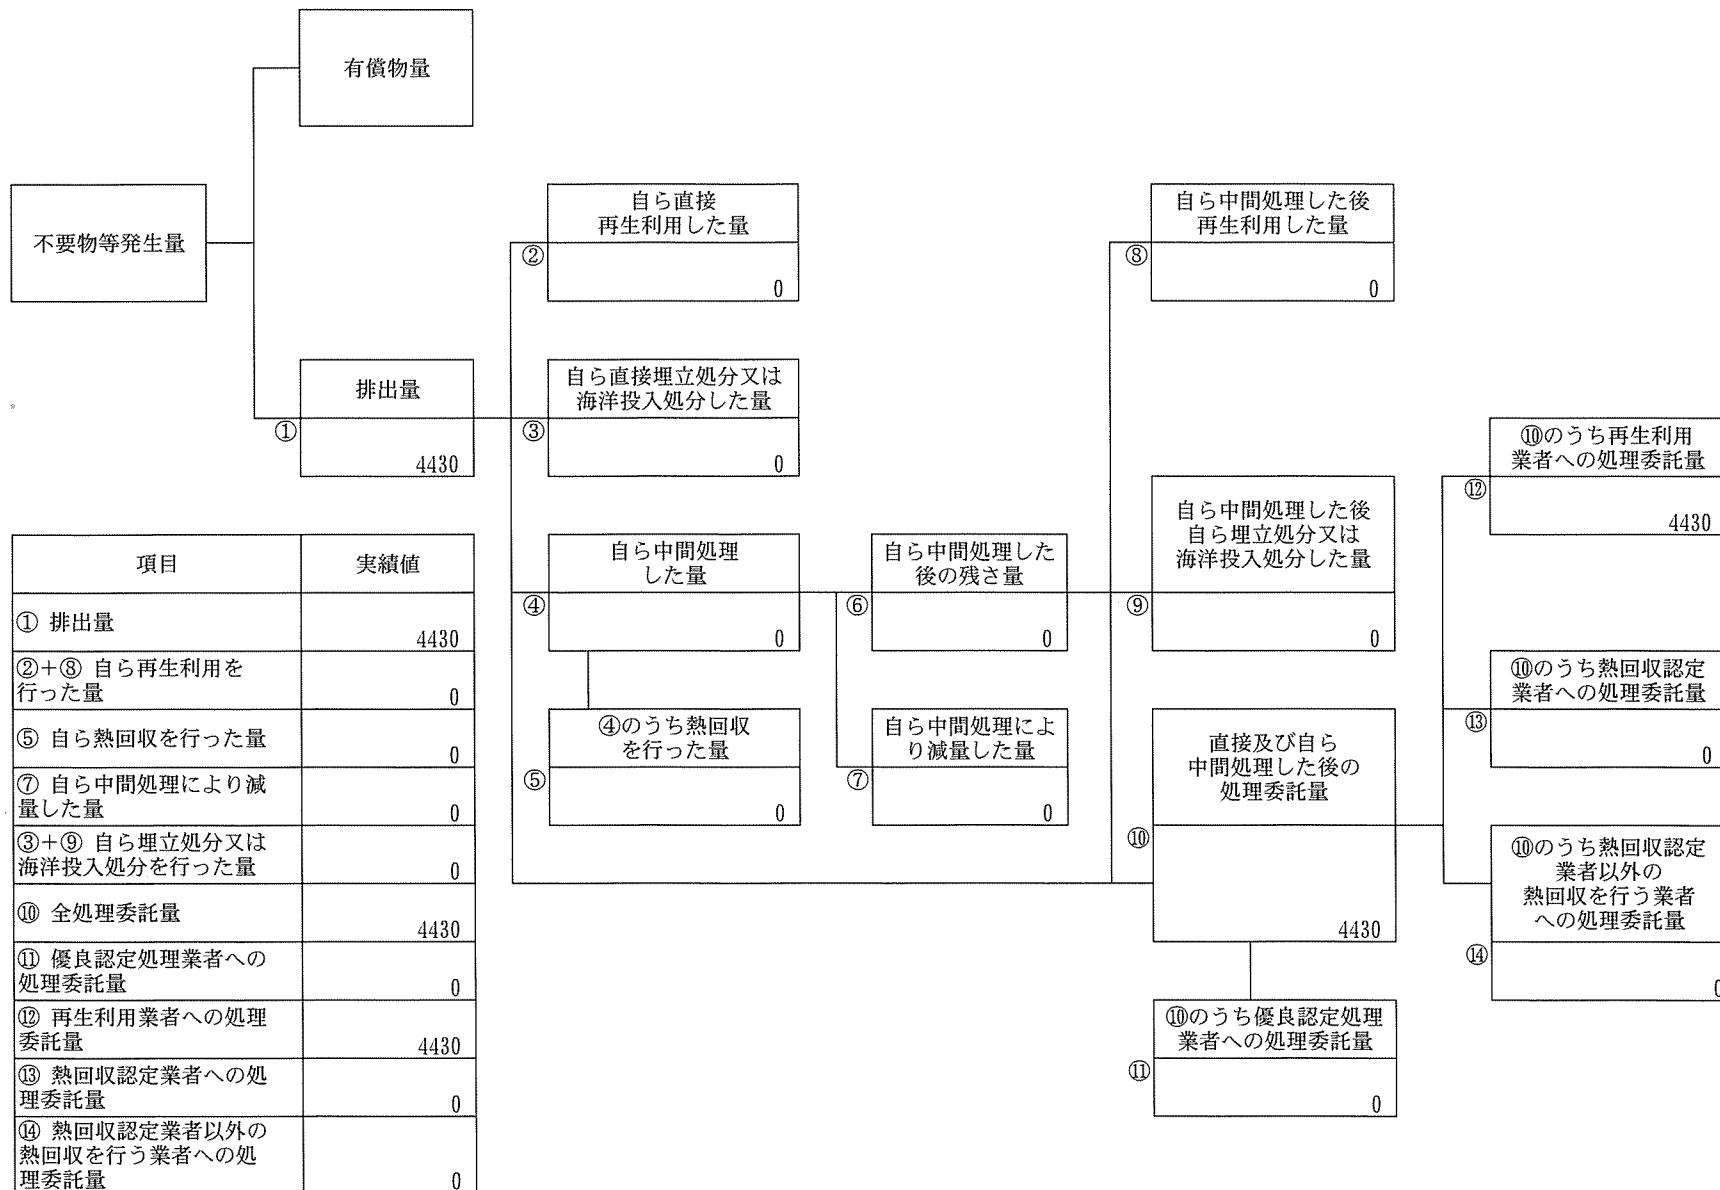 有償物量
不要物等発生量
自ら直接
再生利用した量
②
0
自ら中間処理した後
再生利用した量
⑧
0
排出量
①
4430
自ら直接埋立処分又は
海洋投入処分した量
③
0
⑩のうち再生利用
業者への処理委託量
⑫
4430
自ら中間処理した後
自ら埋立処分又は
海洋投入処分した量
⑨
0
自ら中間処理
した量
④
0
自ら中間処理した
後の残さ量
⑥
0
④のうち熱回収
を行った量
⑤
0
自ら中間処理によ
り減量した量
⑦
0
直接及び自ら
中間処理した後の
処理委託量
⑩
4430
⑩のうち熱回収認定
業者への処理委託量
⑬
0
⑩のうち熱回収認定
業者以外の
熱回収を行う業者
への処理委託量
⑭
0
⑩のうち優良認定処理
業者への処理委託量
⑪
0
項目 実績値
① 排出量
4430
②+⑧ 自ら再生利用を
行った量 0
⑤ 自ら熱回収を行った量
0
⑦ 自ら中間処理により減
量した量 0
③+⑨ 自ら埋立処分又は
海洋投入処分を行った量 0
⑩ 全処理委託量
4430
⑪ 優良認定処理業者への
処理委託量 0
⑫ 再生利用業者への処理
委託量 4430
⑬ 熱回収認定業者への処
理委託量 0
⑭ 熱回収認定業者以外の
熱回収を行う業者への処
理委託量 0